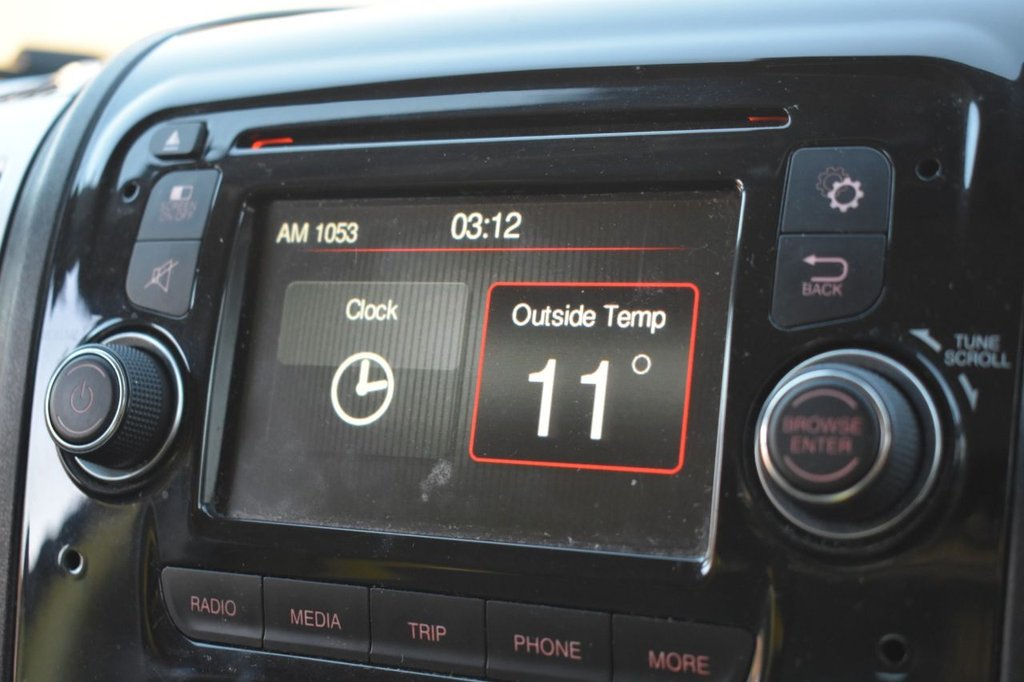 AM 1053
03:12
Clock
Outside Temp
11°
BACK
TUNE
SCROLL
BROWSE
ENTER
RADIO
MEDIA
TRIP
PHONE
MORE